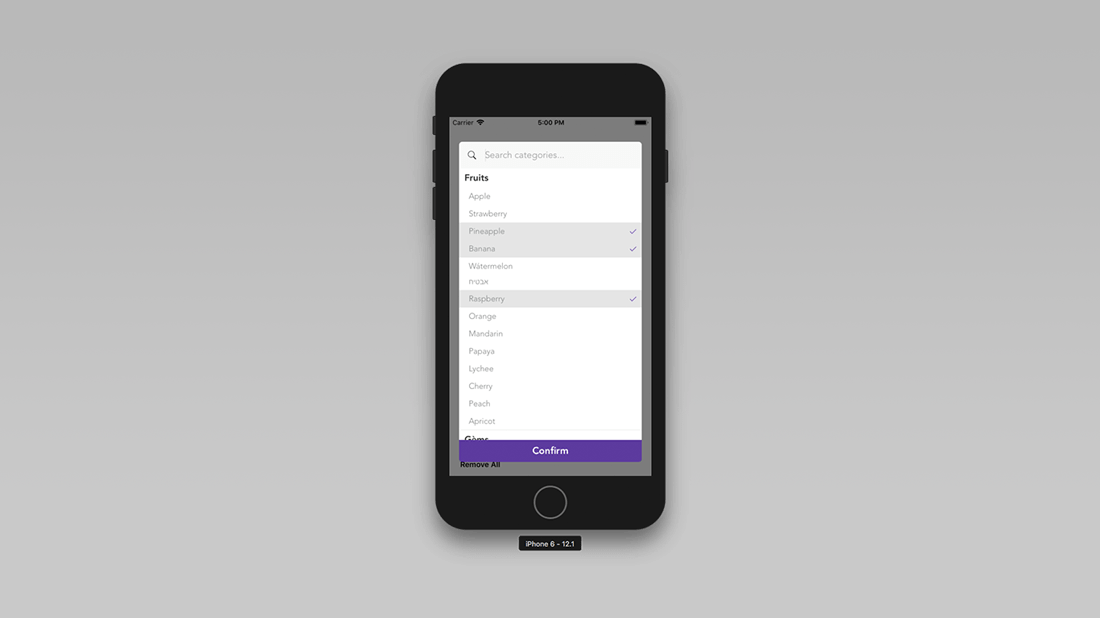 Carrier 5:00 PM
Search categories...
Fruits
Apple
Strawberry
Pineapple
Banana
Wátermelon
אבטיח
Raspberry
Orange
Mandarin
Papaya
Lychee
Cherry
Peach
Apricot
Gèms
Confirm
Remove All
iPhone 6 - 12.1